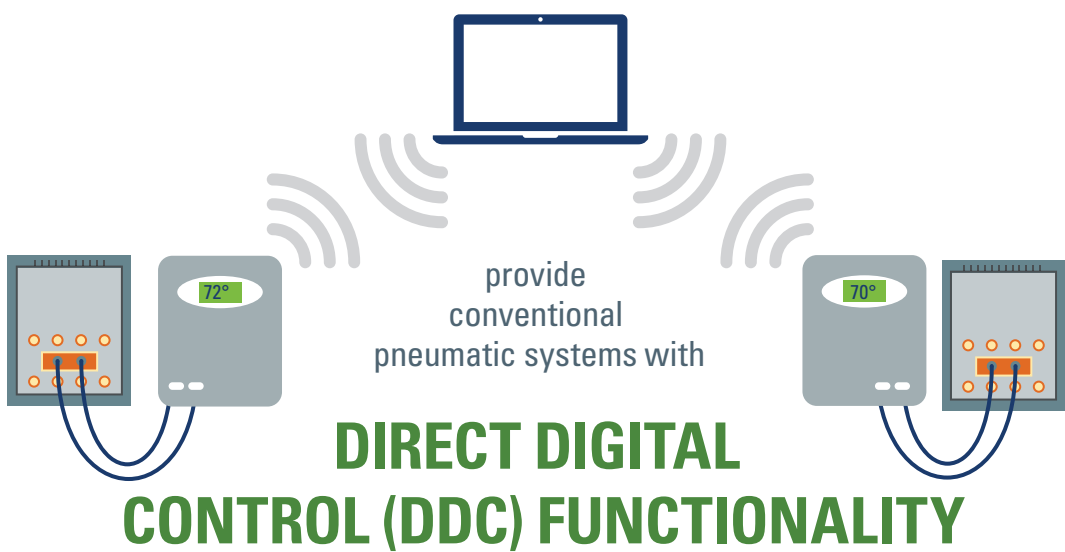 72°
70°
provide
conventional
pneumatic systems with
DIRECT DIGITAL
CONTROL (DDC) FUNCTIONALITY